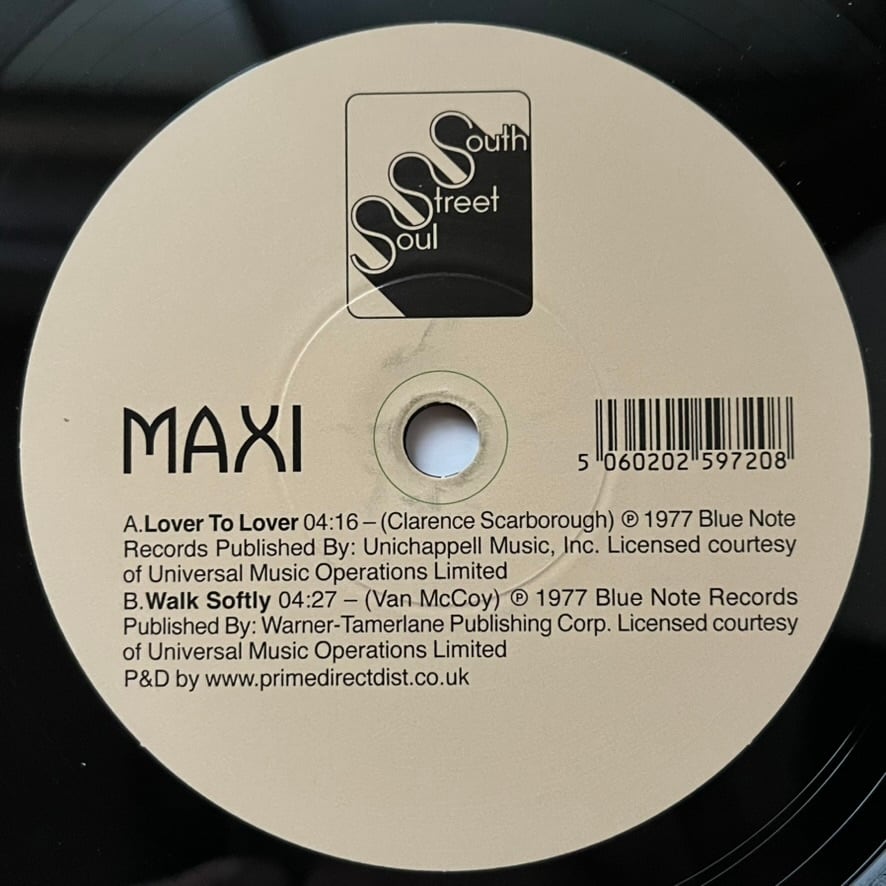 South
Street
Soul
MAXI
5 060202 597208
A.Lover To Lover 04:16 – (Clarence Scarborough) ℗ 1977 Blue Note
Records Published By: Unichappell Music, Inc. Licensed courtesy
of Universal Music Operations Limited
B.Walk Softly 04:27 – (Van McCoy) ℗ 1977 Blue Note Records
Published By: Warner-Tamerlane Publishing Corp. Licensed courtesy
of Universal Music Operations Limited
P&D by www.primedirectdist.co.uk